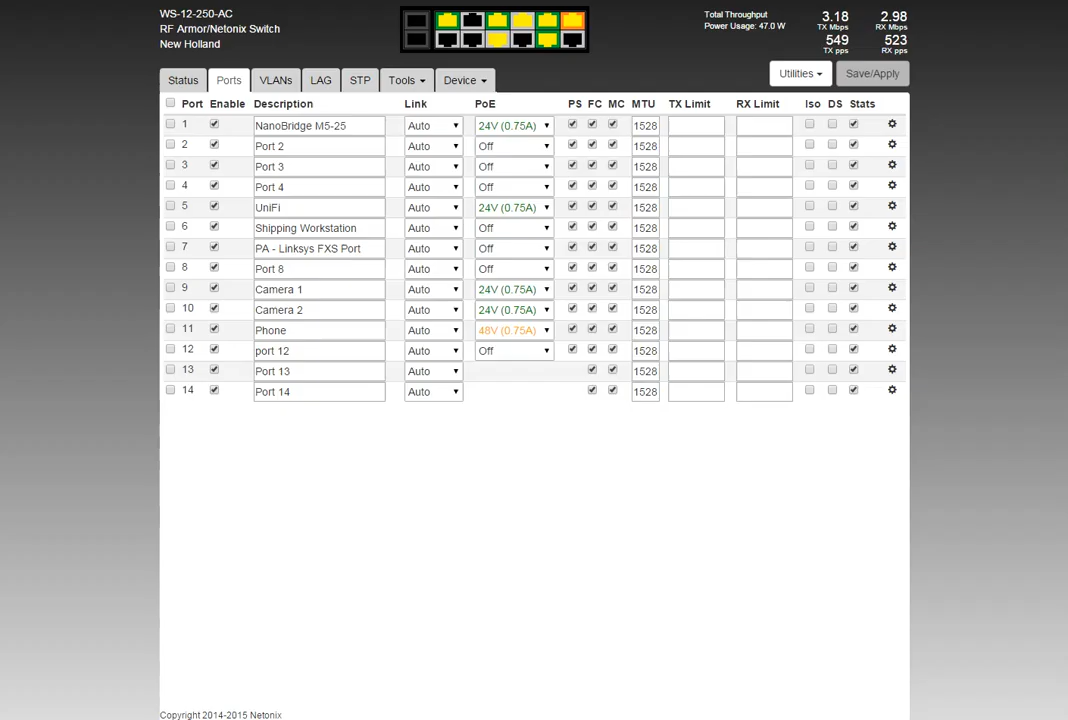 WS-12-250-AC
RF Armor/Netonix Switch
New Holland
Total Throughput
Power Usage: 47.0 W
3.18 2.98
TX Mbps RX Mbps
549 523
TX pps RX pps
Status Ports VLANs LAG STP Tools Device Utilities Save/Apply
Port Enable Description Link PoE PS FC MC MTU TX Limit RX Limit Iso DS Stats
1 NanoBridge M5-25 Auto 24V (0.75A) 1528
2 Port 2 Auto Off 1528
3 Port 3 Auto Off 1528
4 Port 4 Auto Off 1528
5 UniFi Auto 24V (0.75A) 1528
6 Shipping Workstation Auto Off 1528
7 PA - Linksys FXS Port Auto Off 1528
8 Port 8 Auto Off 1528
9 Camera 1 Auto 24V (0.75A) 1528
10 Camera 2 Auto 24V (0.75A) 1528
11 Phone Auto 48V (0.75A) 1528
12 port 12 Auto Off 1528
13 Port 13 Auto 1528
14 Port 14 Auto 1528
Copyright 2014-2015 Netonix